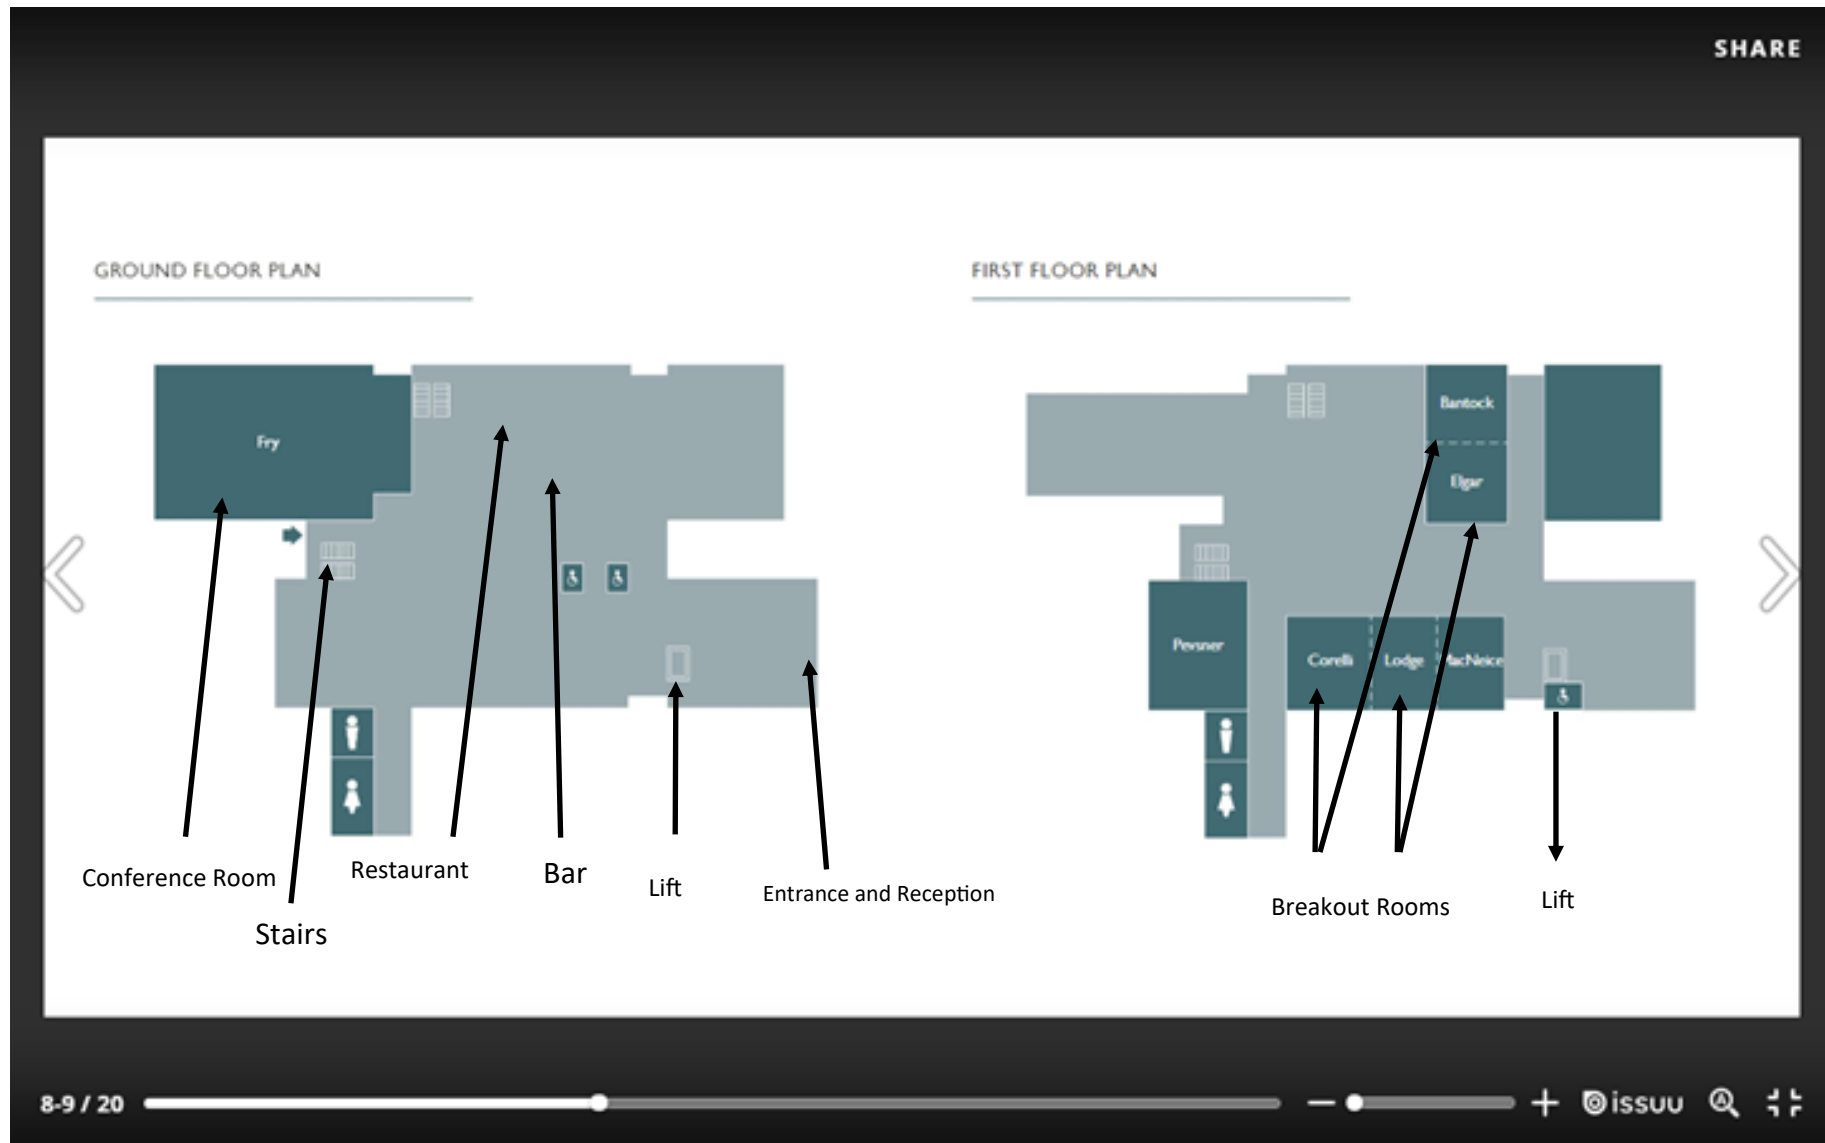 SHARE
GROUND FLOOR PLAN
FIRST FLOOR PLAN
Fry
Bantock
Elgar
Pevsner
Corelli
Lodge
MacNeice
Conference Room
Stairs
Restaurant
Bar
Lift
Entrance and Reception
Breakout Rooms
Lift
8-9 / 20
issuu